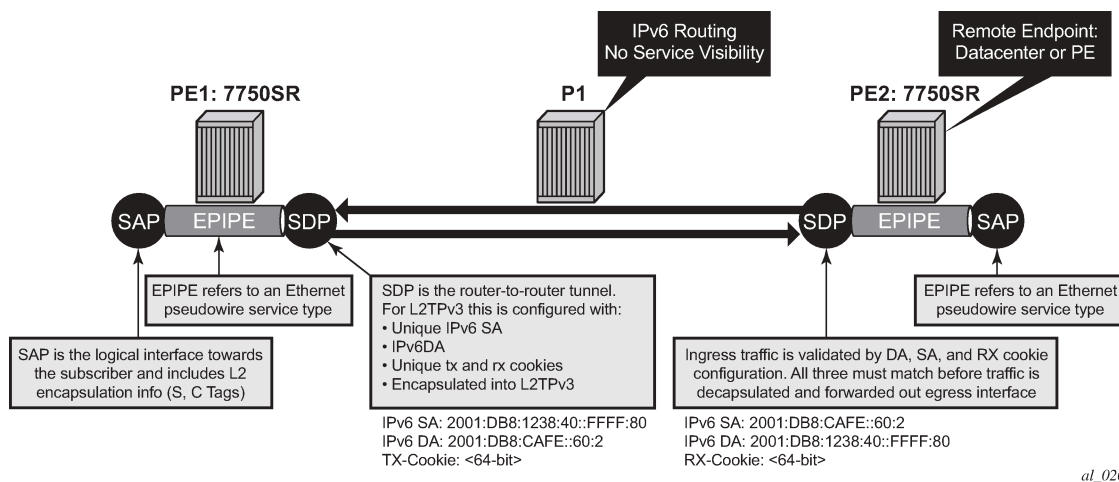 IPv6 Routing
No Service Visibility
Remote Endpoint:
Datacenter or PE
PE1: 7750SR
P1
PE2: 7750SR
SAP
EPIPE
SDP
SDP
EPIPE
SAP
EPIPE refers to an Ethernet
pseudowire service type
SAP is the logical interface towards
the subscriber and includes L2
encapsulation info (S, C Tags)
SDP is the router-to-router tunnel.
For L2TPv3 this is configured with:
• Unique IPv6 SA
• IPv6DA
• Unique tx and rx cookies
• Encapsulated into L2TPv3
IPv6 SA: 2001:DB8:1238:40::FFFF:80
IPv6 DA: 2001:DB8:CAFE::60:2
TX-Cookie: <64-bit>
Ingress traffic is validated by DA, SA, and RX cookie
configuration. All three must match before traffic is
decapsulated and forwarded out egress interface
IPv6 SA: 2001:DB8:CAFE::60:2
IPv6 DA: 2001:DB8:1238:40::FFFF:80
RX-Cookie: <64-bit>
EPIPE refers to an Ethernet
pseudowire service type
al_020